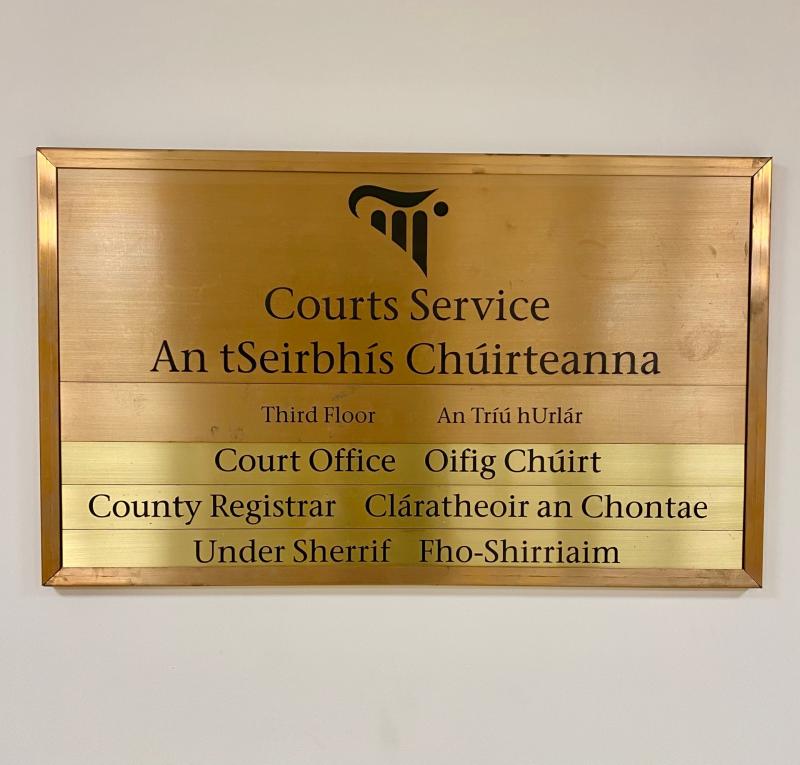 Courts Service
An tSeirbhís Chúirteanna
Third Floor An Tríú hUrlár
Court Office Oifig Chúirt
County Registrar Cláratheoir an Chontae
Under Sherrif Fho-Shirriaim